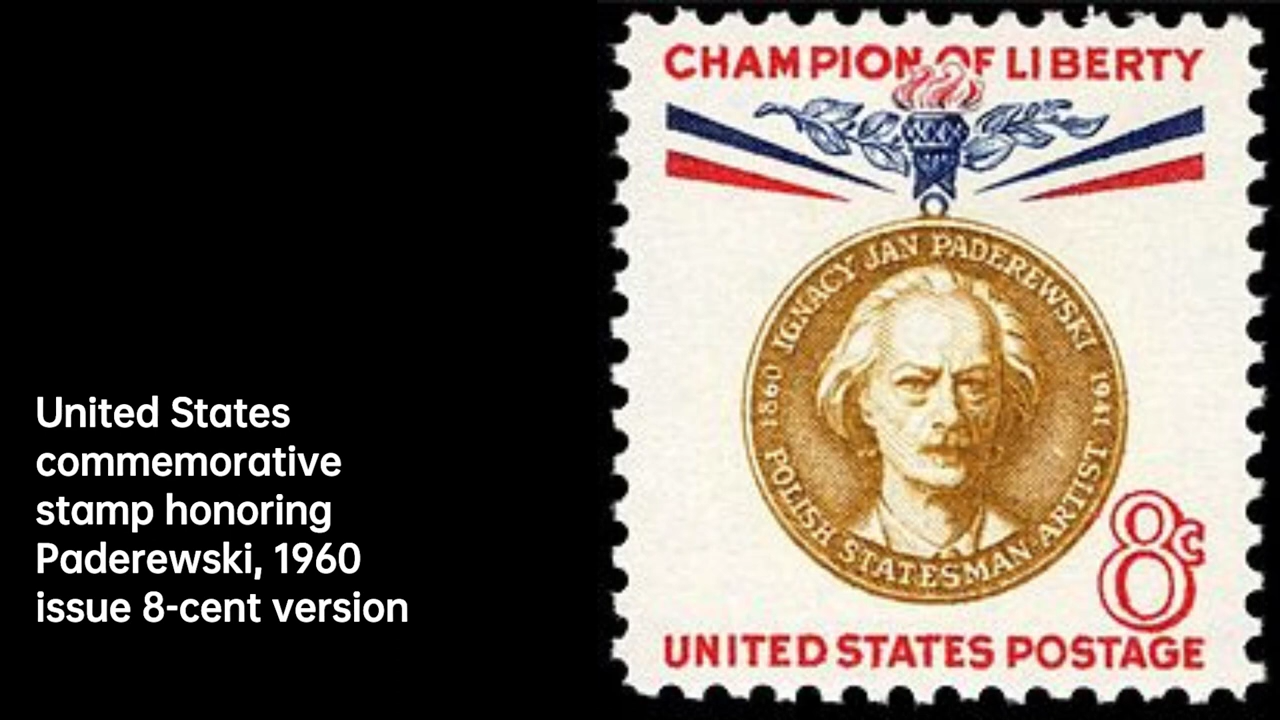 United States
commemorative
stamp honoring
Paderewski, 1960
issue 8-cent version
CHAMPION OF LIBERTY
IGNACY JAN PADEREWSKI
1860 1941
POLISH STATESMAN ARTIST
8c
UNITED STATES POSTAGE